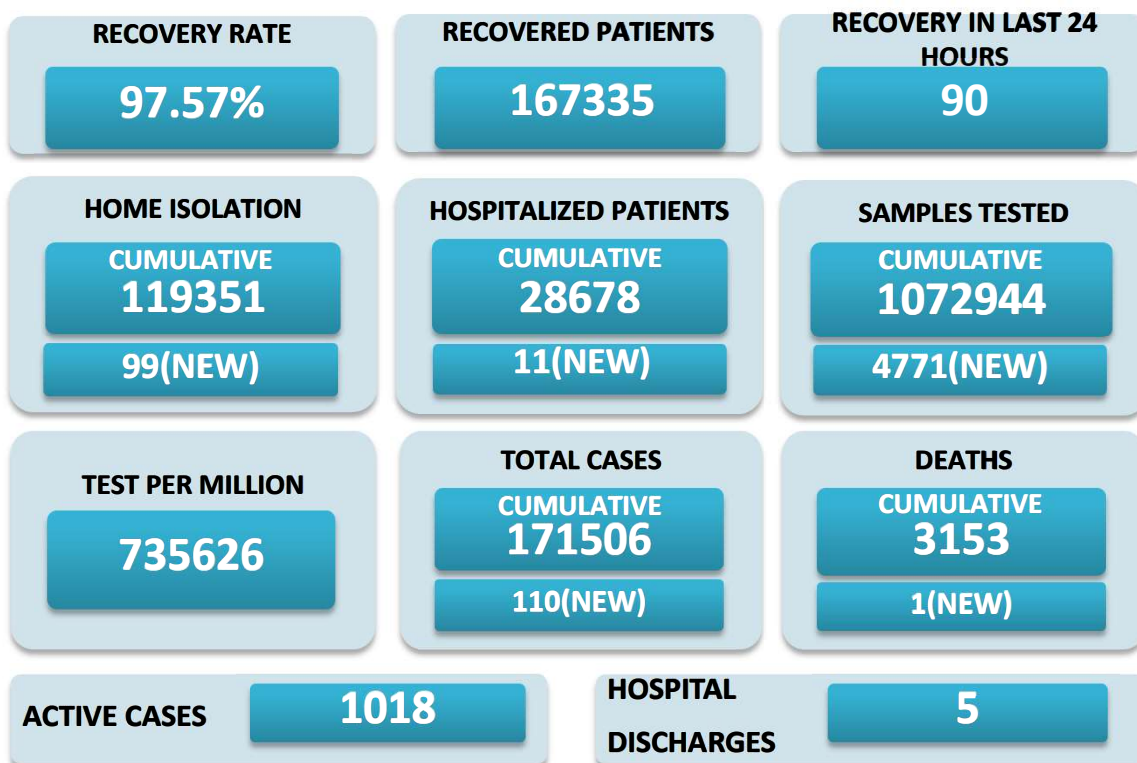 RECOVERY RATE
97.57%
RECOVERED PATIENTS
167335
RECOVERY IN LAST 24
HOURS
90
HOME ISOLATION
CUMULATIVE
119351
99(NEW)
HOSPITALIZED PATIENTS
CUMULATIVE
28678
11(NEW)
SAMPLES TESTED
CUMULATIVE
1072944
4771(NEW)
TEST PER MILLION
735626
TOTAL CASES
CUMULATIVE
171506
110(NEW)
DEATHS
CUMULATIVE
3153
1(NEW)
ACTIVE CASES
1018
HOSPITAL
DISCHARGES
5